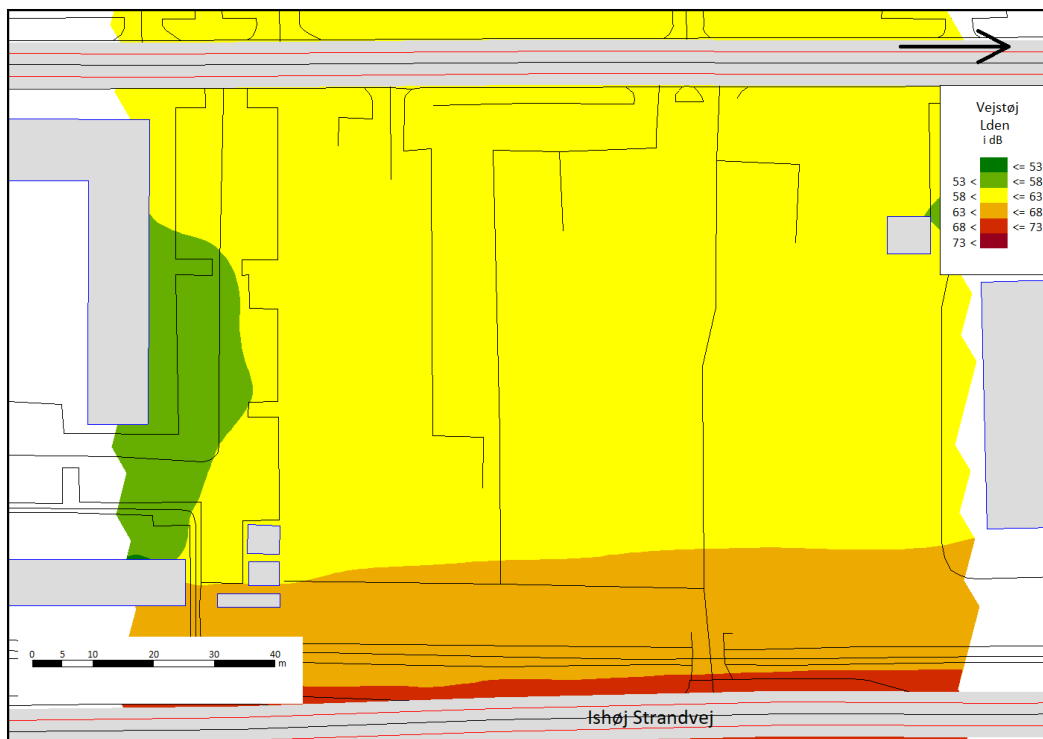 Vejstøj
Lden
i dB
<= 53
53 < <= 58
58 < <= 63
63 < <= 68
68 < <= 73
73 <
0 5 10 20 30 40
m
Ishøj Strandvej